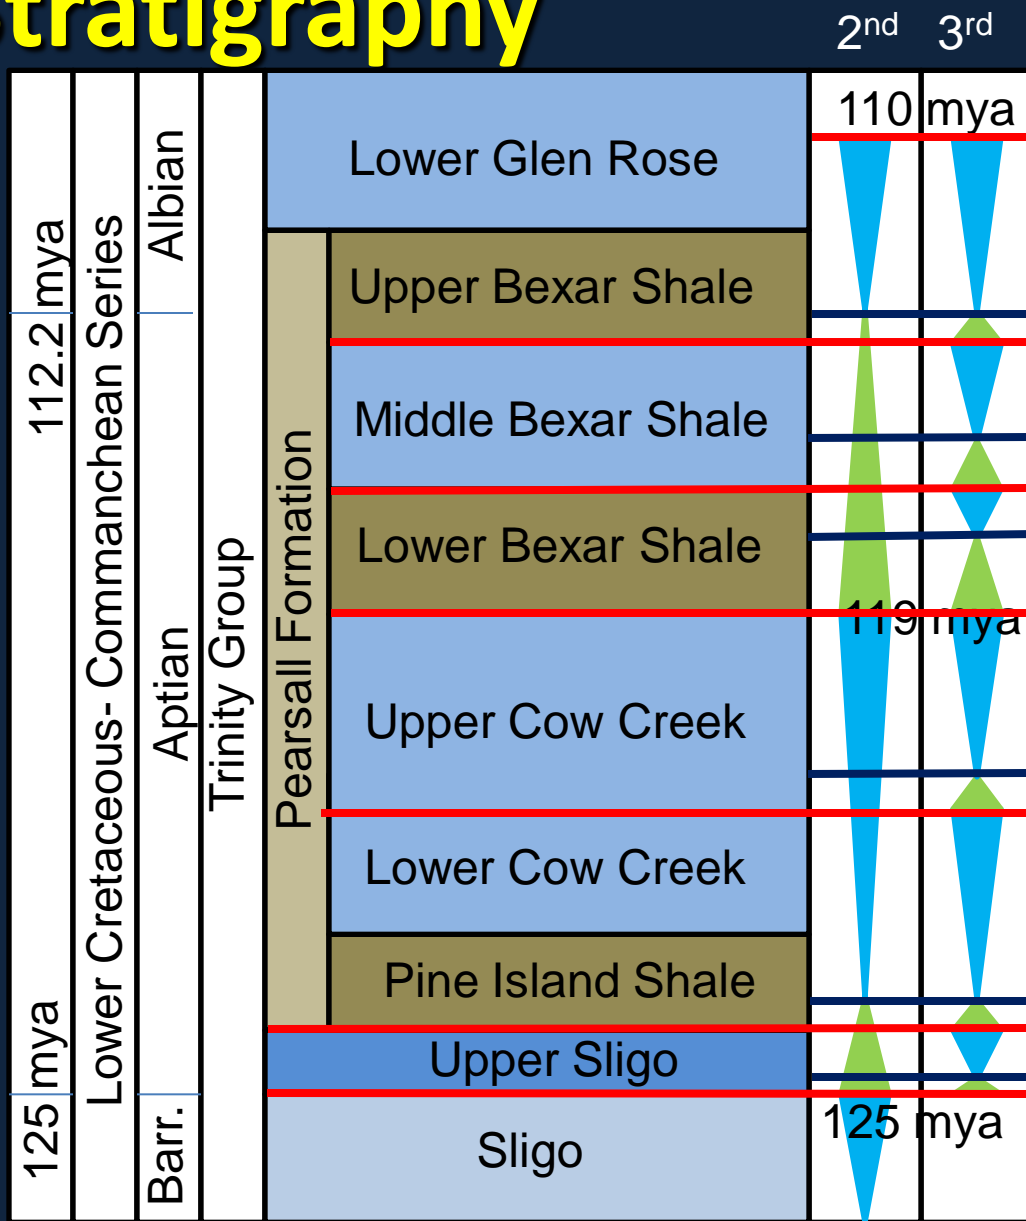 Stratigraphy
2nd 3rd
110 mya
112.2 mya
125 mya
Lower Cretaceous- Commanchean Series
Albian
Aptian
Barr.
Trinity Group
Pearsall Formation
Lower Glen Rose
Upper Bexar Shale
Middle Bexar Shale
Lower Bexar Shale
119 mya
Upper Cow Creek
Lower Cow Creek
Pine Island Shale
Upper Sligo
125 mya
Sligo